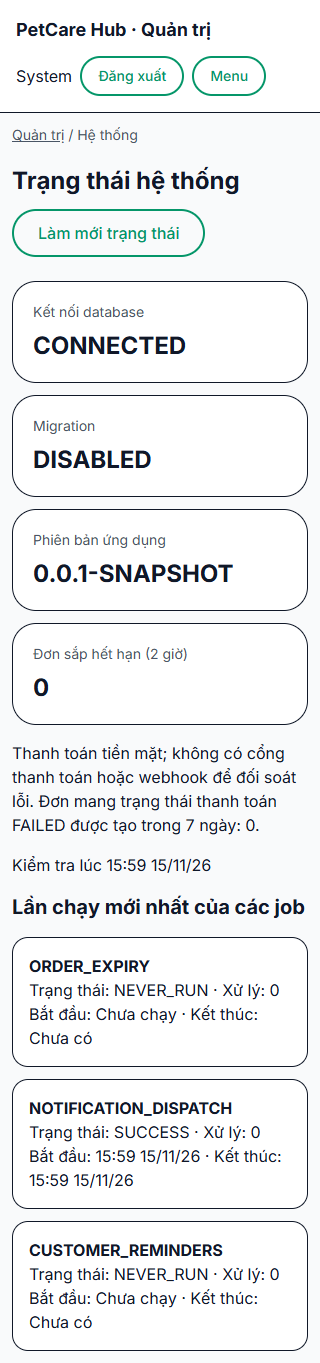 PetCare Hub · Quản trị
System
Đăng xuất
Menu
Quản trị / Hệ thống
Trạng thái hệ thống
Làm mới trạng thái
Kết nối database
CONNECTED
Migration
DISABLED
Phiên bản ứng dụng
0.0.1-SNAPSHOT
Đơn sắp hết hạn (2 giờ)
0
Thanh toán tiền mặt; không có cổng
thanh toán hoặc webhook để đối soát
lỗi. Đơn mang trạng thái thanh toán
FAILED được tạo trong 7 ngày: 0.
Kiểm tra lúc 15:59 15/11/26
Lần chạy mới nhất của các job
ORDER_EXPIRY
Trạng thái: NEVER_RUN · Xử lý: 0
Bắt đầu: Chưa chạy · Kết thúc:
Chưa có
NOTIFICATION_DISPATCH
Trạng thái: SUCCESS · Xử lý: 0
Bắt đầu: 15:59 15/11/26 · Kết thúc:
15:59 15/11/26
CUSTOMER_REMINDERS
Trạng thái: NEVER_RUN · Xử lý: 0
Bắt đầu: Chưa chạy · Kết thúc:
Chưa có